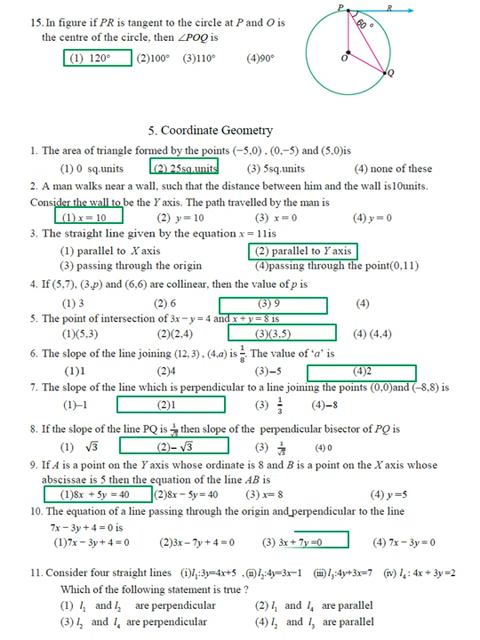 15. In figure if PR is tangent to the circle at P and O is
the centre of the circle, then ∠POQ is
(1) 120° (2)100° (3)110° (4)90°
P R
60°
O
Q
5. Coordinate Geometry
1. The area of triangle formed by the points (−5,0) , (0,−5) and (5,0)is
(1) 0 sq.units (2) 25sq.units (3) 5sq.units (4) none of these
2. A man walks near a wall, such that the distance between him and the wall is10units.
Consider the wall to be the Y axis. The path travelled by the man is
(1) x = 10 (2) y = 10 (3) x = 0 (4) y = 0
3. The straight line given by the equation x = 11is
(1) parallel to X axis (2) parallel to Y axis
(3) passing through the origin (4)passing through the point(0,11)
4. If (5,7), (3,p) and (6,6) are collinear, then the value of p is
(1) 3 (2) 6 (3) 9 (4)
5. The point of intersection of 3x − y = 4 and x + y = 8 is
(1)(5,3) (2)(2,4) (3)(3,5) (4) (4,4)
6. The slope of the line joining (12, 3) , (4,a) is 1/8. The value of ‘a’ is
(1)1 (2)4 (3)−5 (4)2
7. The slope of the line which is perpendicular to a line joining the points (0,0)and (−8,8) is
(1)−1 (2)1 (3) 1/3 (4)−8
8. If the slope of the line PQ is 1/√3 then slope of the perpendicular bisector of PQ is
(1) √3 (2)− √3 (3) 1/√3 (4) 0
9. If A is a point on the Y axis whose ordinate is 8 and B is a point on the X axis whose
abscissae is 5 then the equation of the line AB is
(1)8x + 5y = 40 (2)8x − 5y = 40 (3) x= 8 (4) y =5
10. The equation of a line passing through the origin and perpendicular to the line
7x − 3y + 4 = 0 is
(1)7x − 3y + 4 = 0 (2)3x − 7y + 4 = 0 (3) 3x + 7y =0 (4) 7x − 3y = 0
11. Consider four straight lines (i)l₁:3y=4x+5 ,(ii)l₂:4y=3x−1 (iii)l₃:4y+3x=7 (iv) l₄: 4x + 3y =2
Which of the following statement is true ?
(1) l₁ and l₂ are perpendicular (2) l₁ and l₄ are parallel
(3) l₂ and l₄ are perpendicular (4) l₂ and l₃ are parallel